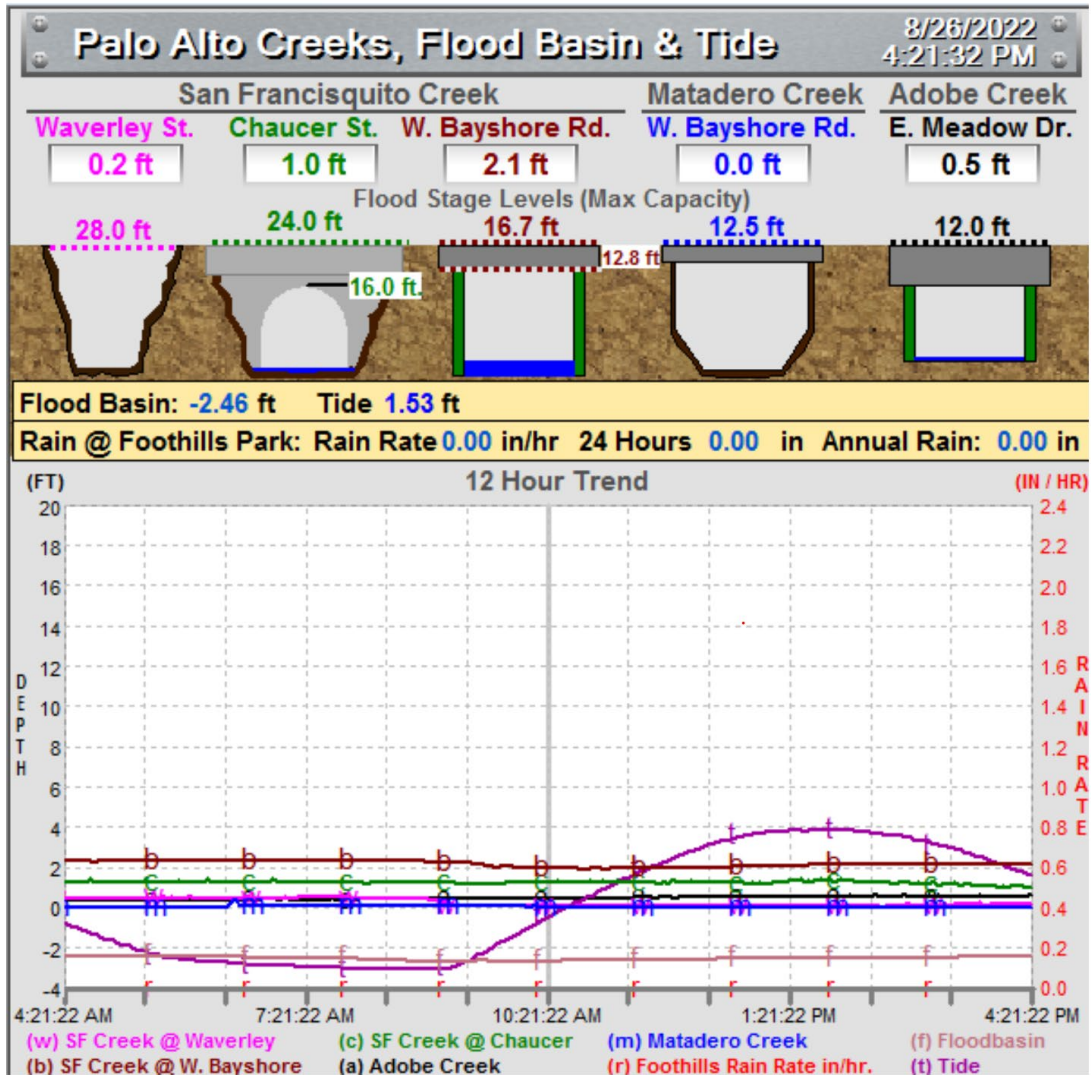 Palo Alto Creeks, Flood Basin & Tide
8/26/2022
4:21:32 PM
San Francisquito Creek Matadero Creek Adobe Creek
Waverley St. Chaucer St. W. Bayshore Rd. W. Bayshore Rd. E. Meadow Dr.
0.2 ft 1.0 ft 2.1 ft 0.0 ft 0.5 ft
Flood Stage Levels (Max Capacity)
28.0 ft 24.0 ft 16.7 ft 12.5 ft 12.0 ft
12.8 ft
16.0 ft.
Flood Basin: -2.46 ft Tide 1.53 ft
Rain @ Foothills Park: Rain Rate 0.00 in/hr 24 Hours 0.00 in Annual Rain: 0.00 in
(FT) 12 Hour Trend (IN / HR)
20 2.4
18 2.2
16 2.0
14 1.8
12 1.6
10 1.4
8 1.2
6 1.0
4 0.8
2 0.6
0 0.4
-2 0.2
-4 0.0
DEPTH
RAIN RATE
b b b b b b b b b
c c c c c c c
a a a a a a
m m m m m m m m m
f f f f f f f f f
t t t t t t
r r r r r r r r r
4:21:22 AM 7:21:22 AM 10:21:22 AM 1:21:22 PM 4:21:22 PM
(w) SF Creek @ Waverley (c) SF Creek @ Chaucer (m) Matadero Creek (f) Floodbasin
(b) SF Creek @ W. Bayshore (a) Adobe Creek (r) Foothills Rain Rate in/hr. (t) Tide